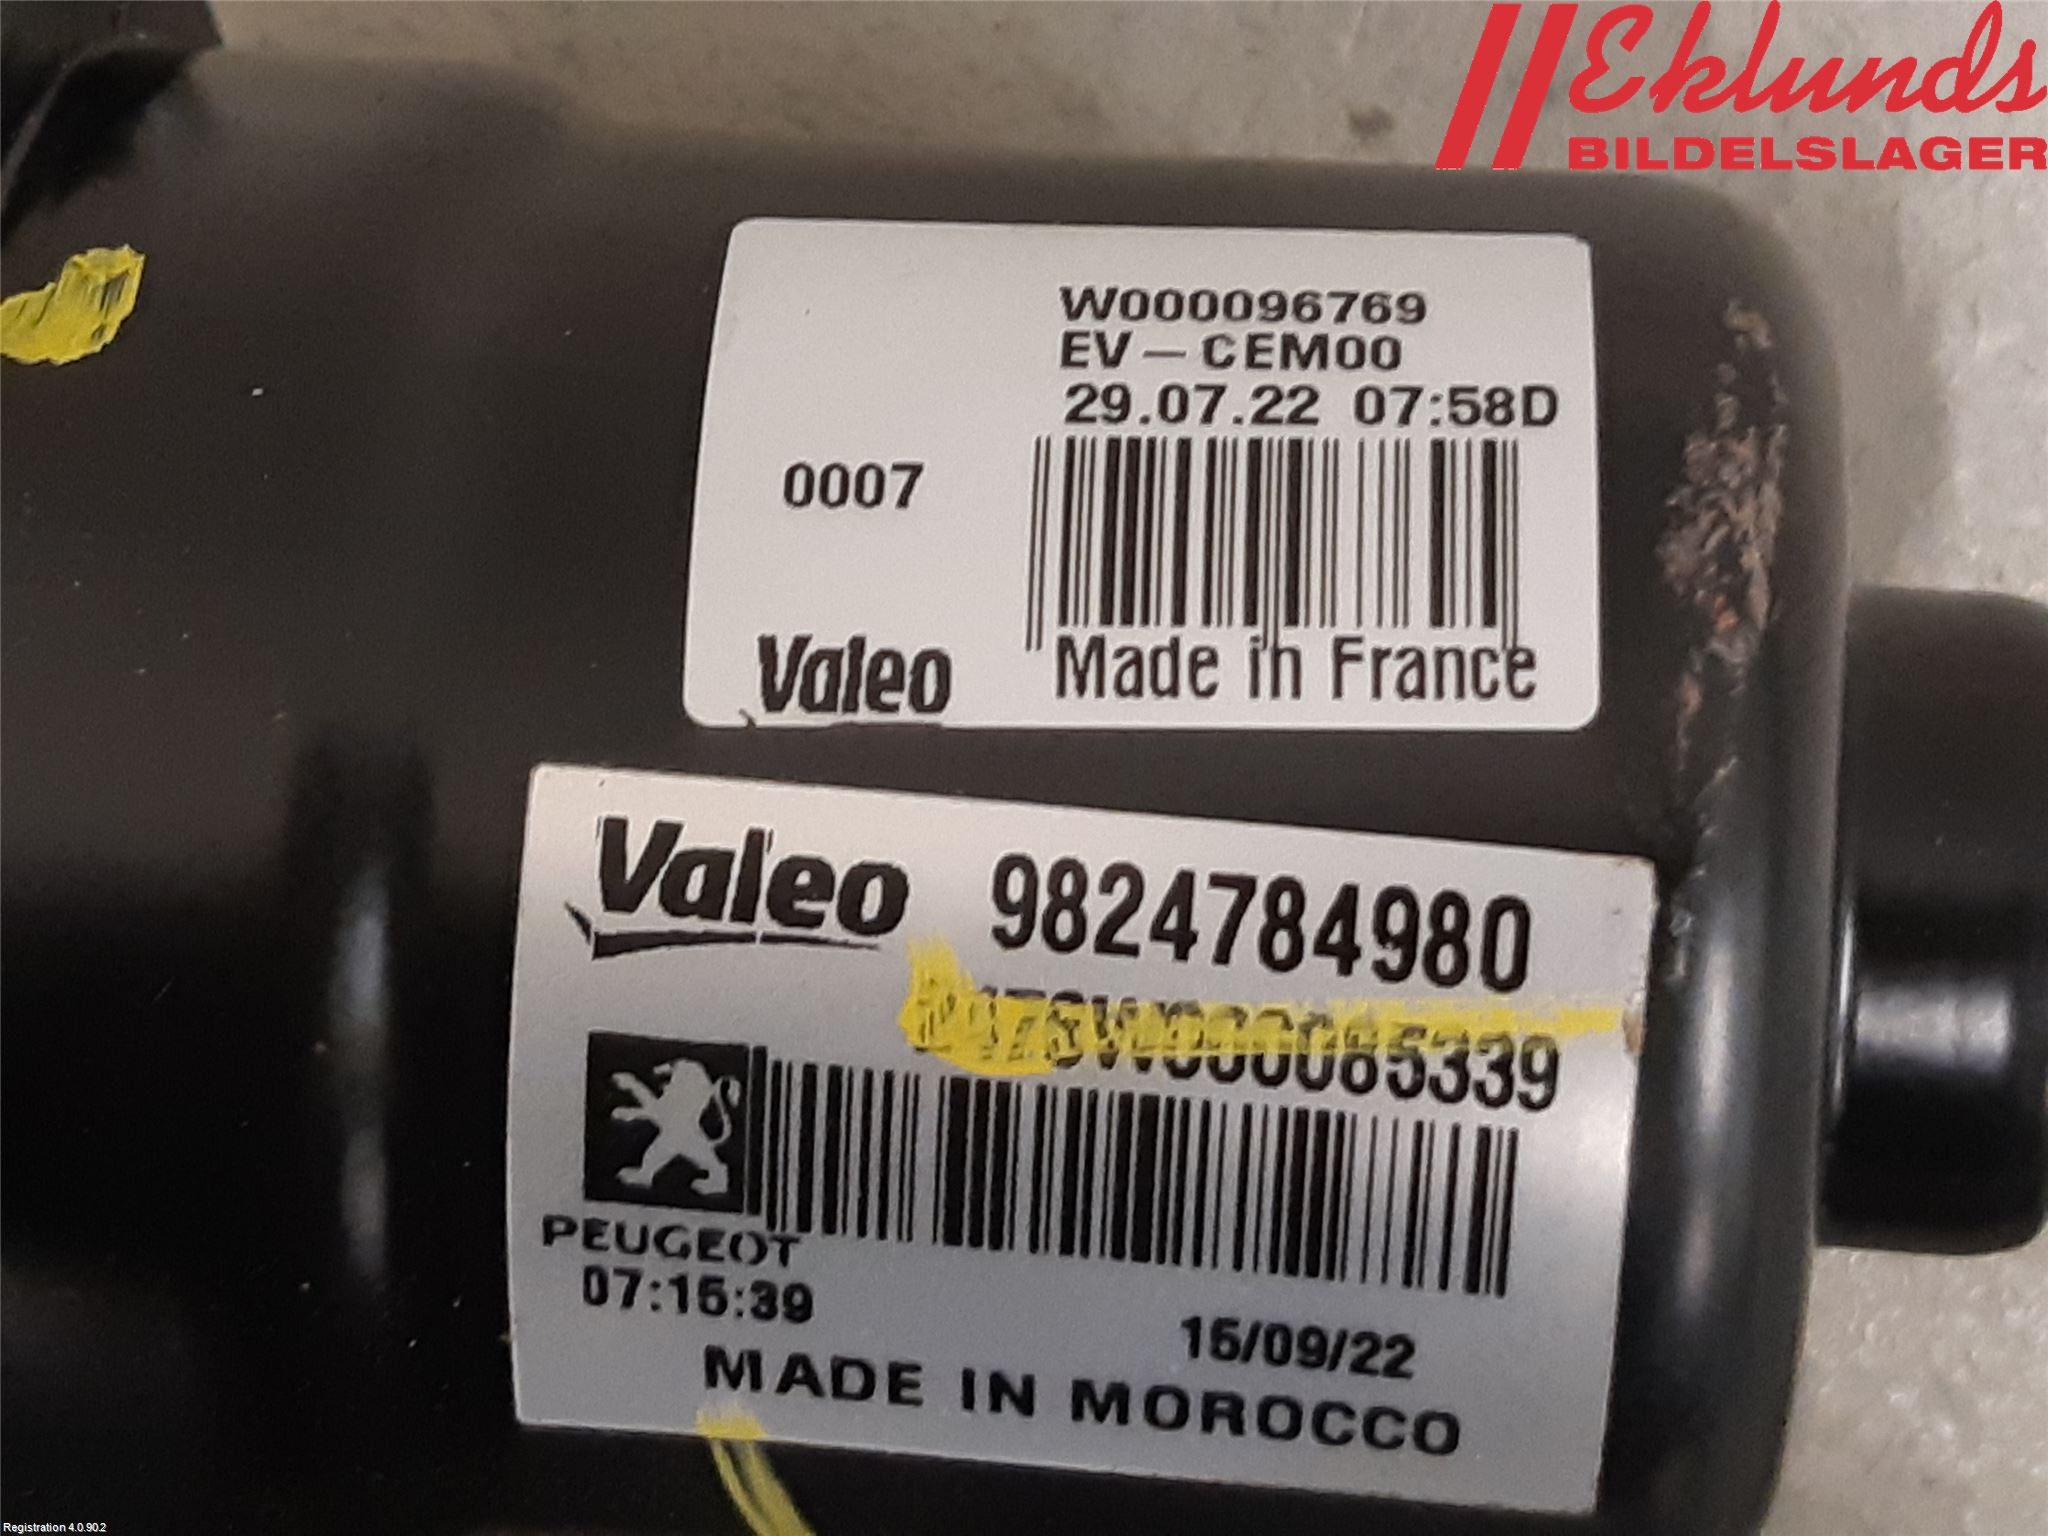 Eklunds
BILDELSLAGER
W000096769
EV-CEM00
29.07.22 07:58D
0007
Valeo
Made in France
Valeo 9824784980
PEUGEOT
07:15:39
15/09/22
MADE IN MOROCCO
Registration 4.0.90.2